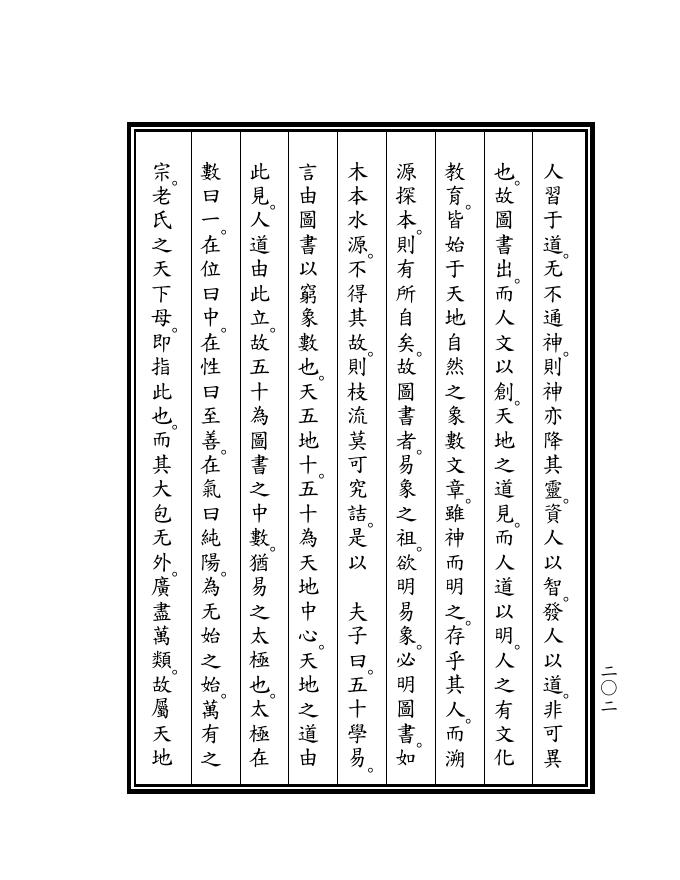 人習于道。无不通神。則神亦降其靈。資人以智。發人以道。非可異
也。故圖書出。而人文以創。天地之道見。而人道以明。人之有文化
教育。皆始于天地自然之象數文章。雖神而明之。存乎其人。而溯
源探本。則有所自矣。故圖書者。易象之祖。欲明易象。必明圖書。如
木本水源。不得其故。則枝流莫可究詰。是以　夫子曰。五十學易。
言由圖書以窮象數也。天五地十。五十為天地中心。天地之道由
此見。人道由此立。故五十為圖書之中數。猶易之太極也。太極在
數曰一。在位曰中。在性曰至善。在氣曰純陽。為无始之始。萬有之
宗。老氏之天下母。即指此也。而其大包无外。廣盡萬類。故屬天地
二〇二